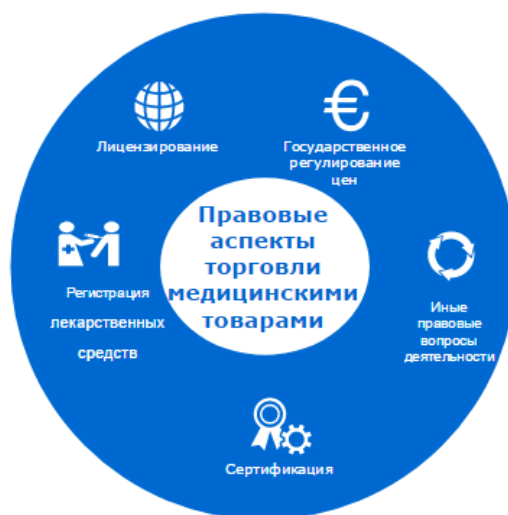 Лицензирование
€
Государственное
регулирование
цен
Правовые
аспекты
торговли
медицинскими
товарами
Регистрация
лекарственных
средств
Иные
правовые
вопросы
деятельности
Сертификация